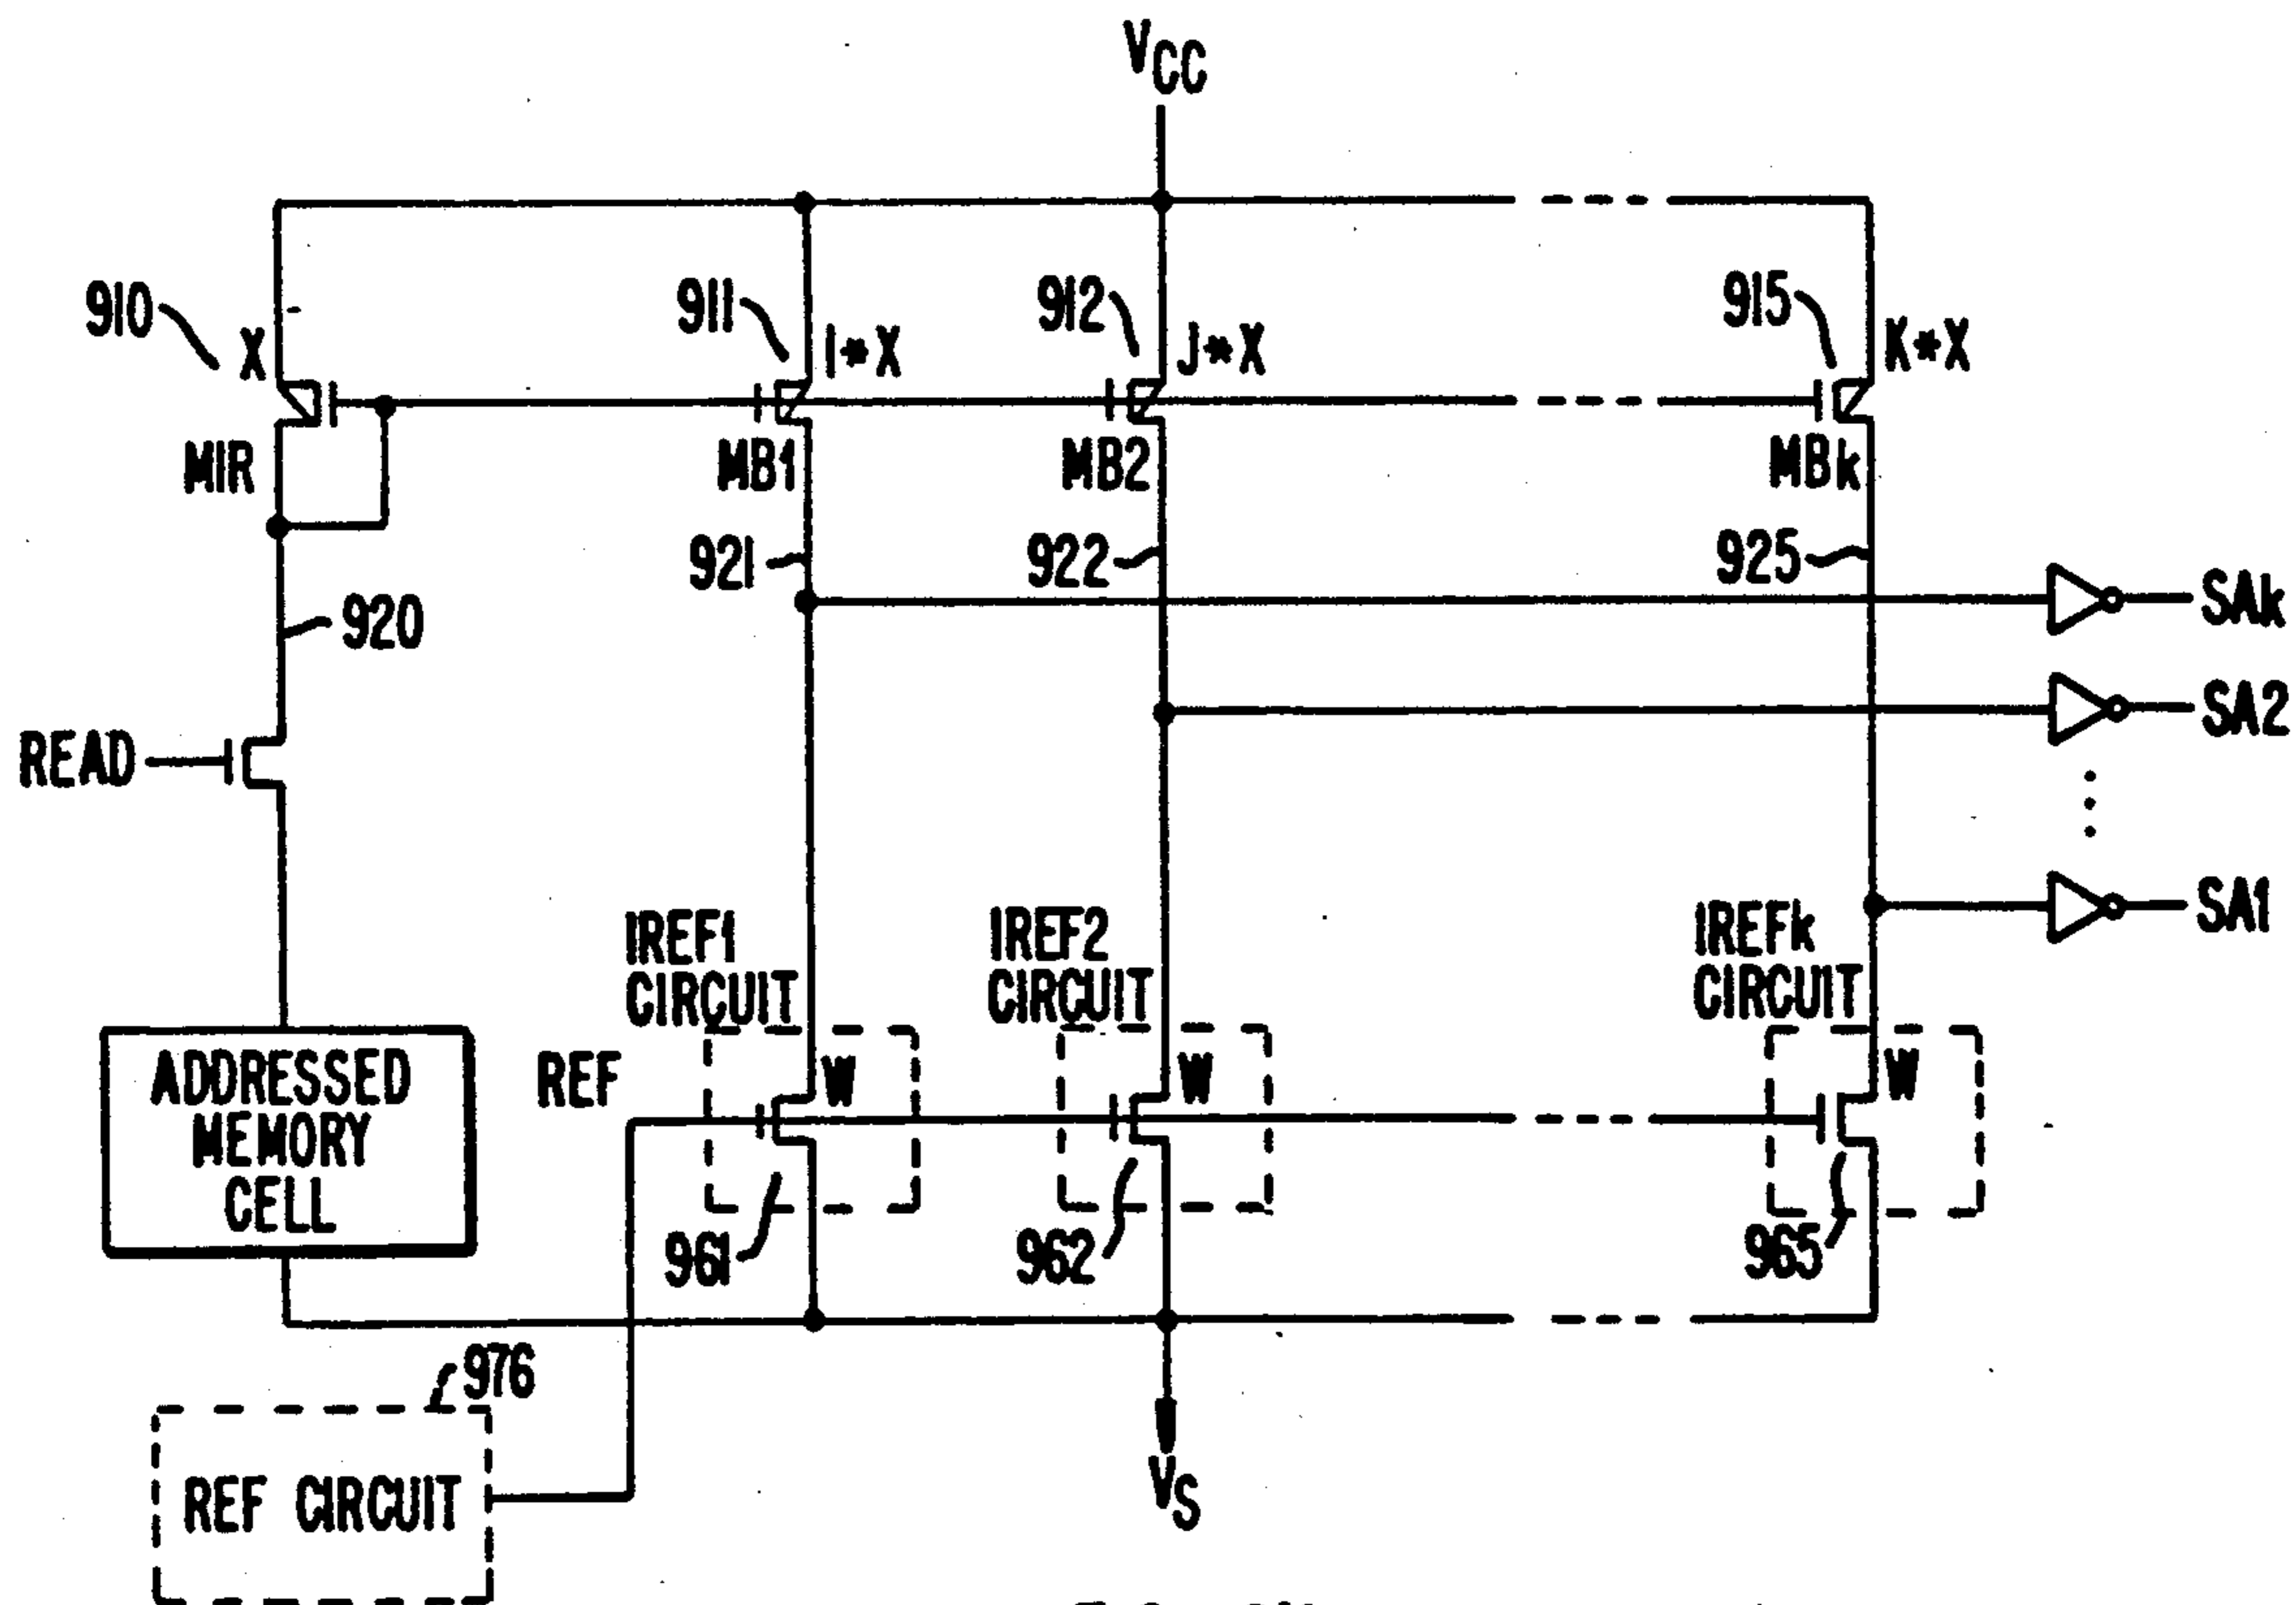 VCC
910
X
911
I*X
912
J*X
915
K*X
MIR
MB1
MB2
MBk
921
922
925
920
SAk
SA2
READ
SA1
IREF1
CIRCUIT
IREF2
CIRCUIT
IREFk
CIRCUIT
ADDRESSED
MEMORY
CELL
REF
W
W
W
961
962
965
976
REF CIRCUIT
VS